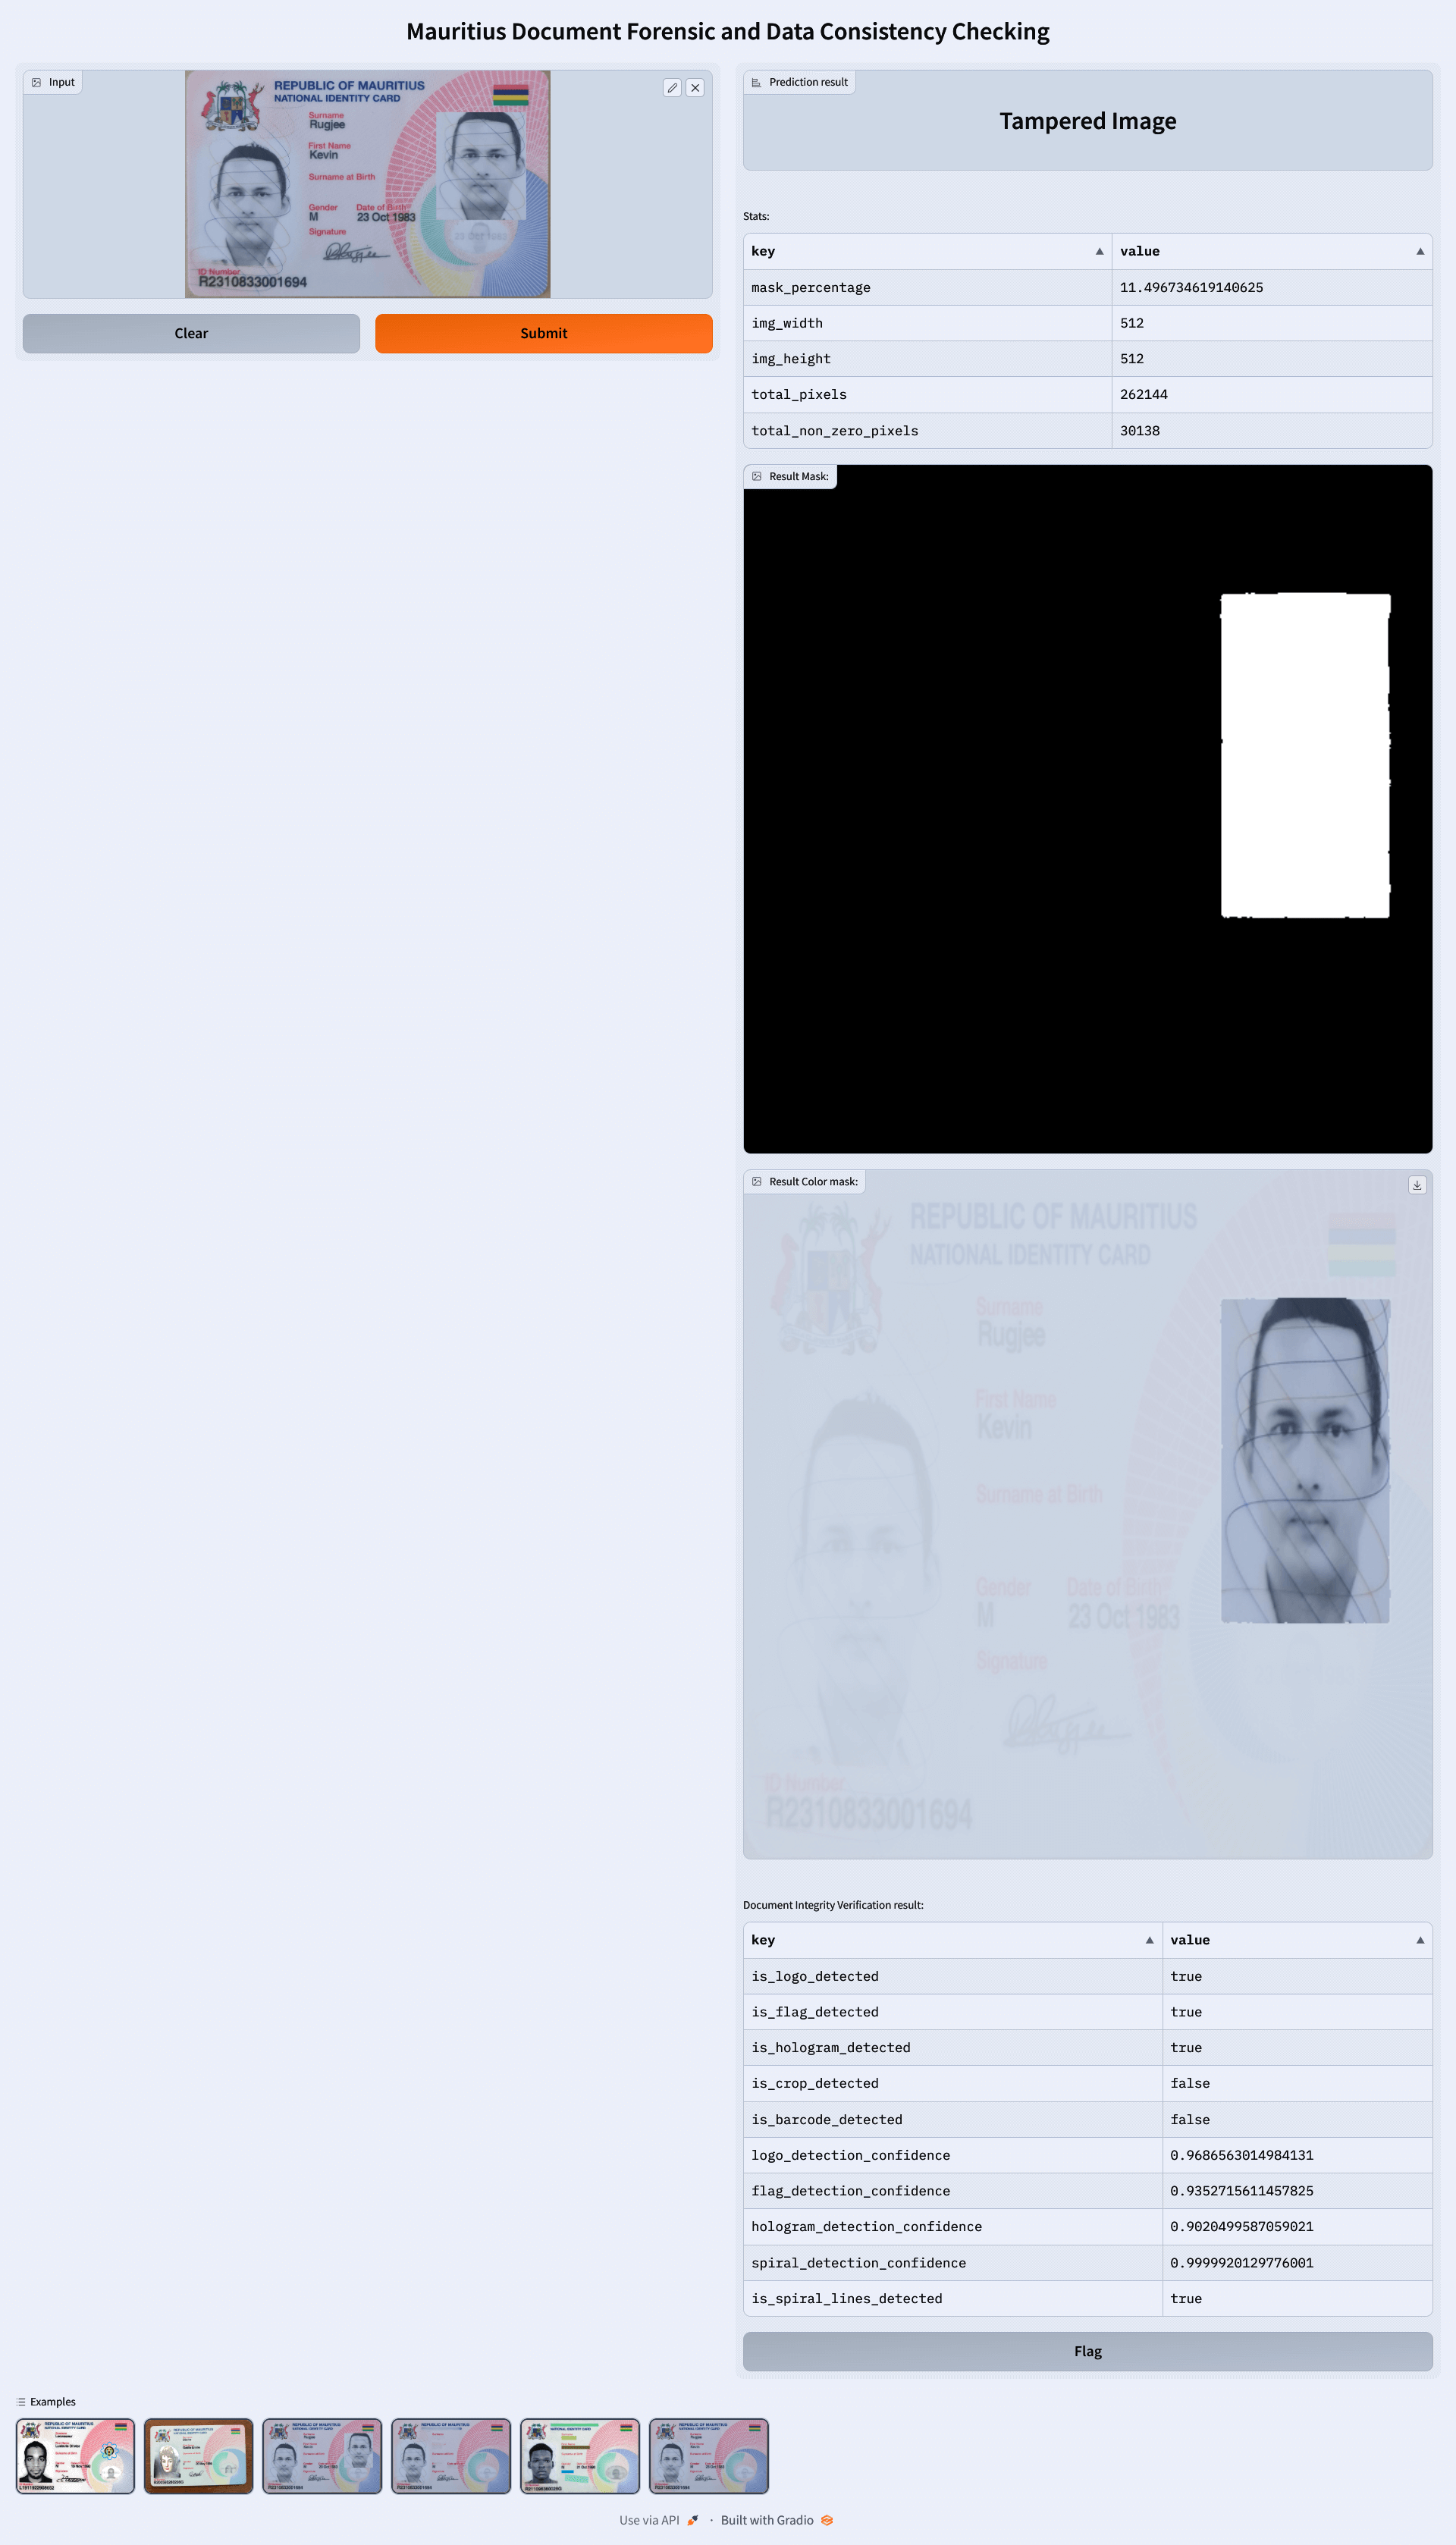 Mauritius Document Forensic and Data Consistency Checking
Input
REPUBLIC OF MAURITIUS
NATIONAL IDENTITY CARD
Surname
Rugjee
First Name
Kevin
Surname at Birth
Gender Date of Birth
M 23 Oct 1983
23 Oct 1983
Signature
ID Number
R2310833001694
Clear
Submit
Prediction result
Tampered Image
Stats:
key value
mask_percentage 11.496734619140625
img_width 512
img_height 512
total_pixels 262144
total_non_zero_pixels 30138
Result Mask:
Result Color mask:
REPUBLIC OF MAURITIUS
NATIONAL IDENTITY CARD
Surname
Rugjee
First Name
Kevin
Surname at Birth
Gender Date of Birth
M 23 Oct 1983
Signature
ID Number
R2310833001694
Document Integrity Verification result:
key value
is_logo_detected true
is_flag_detected true
is_hologram_detected true
is_crop_detected false
is_barcode_detected false
logo_detection_confidence 0.9686563014984131
flag_detection_confidence 0.9352715611457825
hologram_detection_confidence 0.9020499587059021
spiral_detection_confidence 0.9999920129776001
is_spiral_lines_detected true
Flag
Examples
Use via API · Built with Gradio